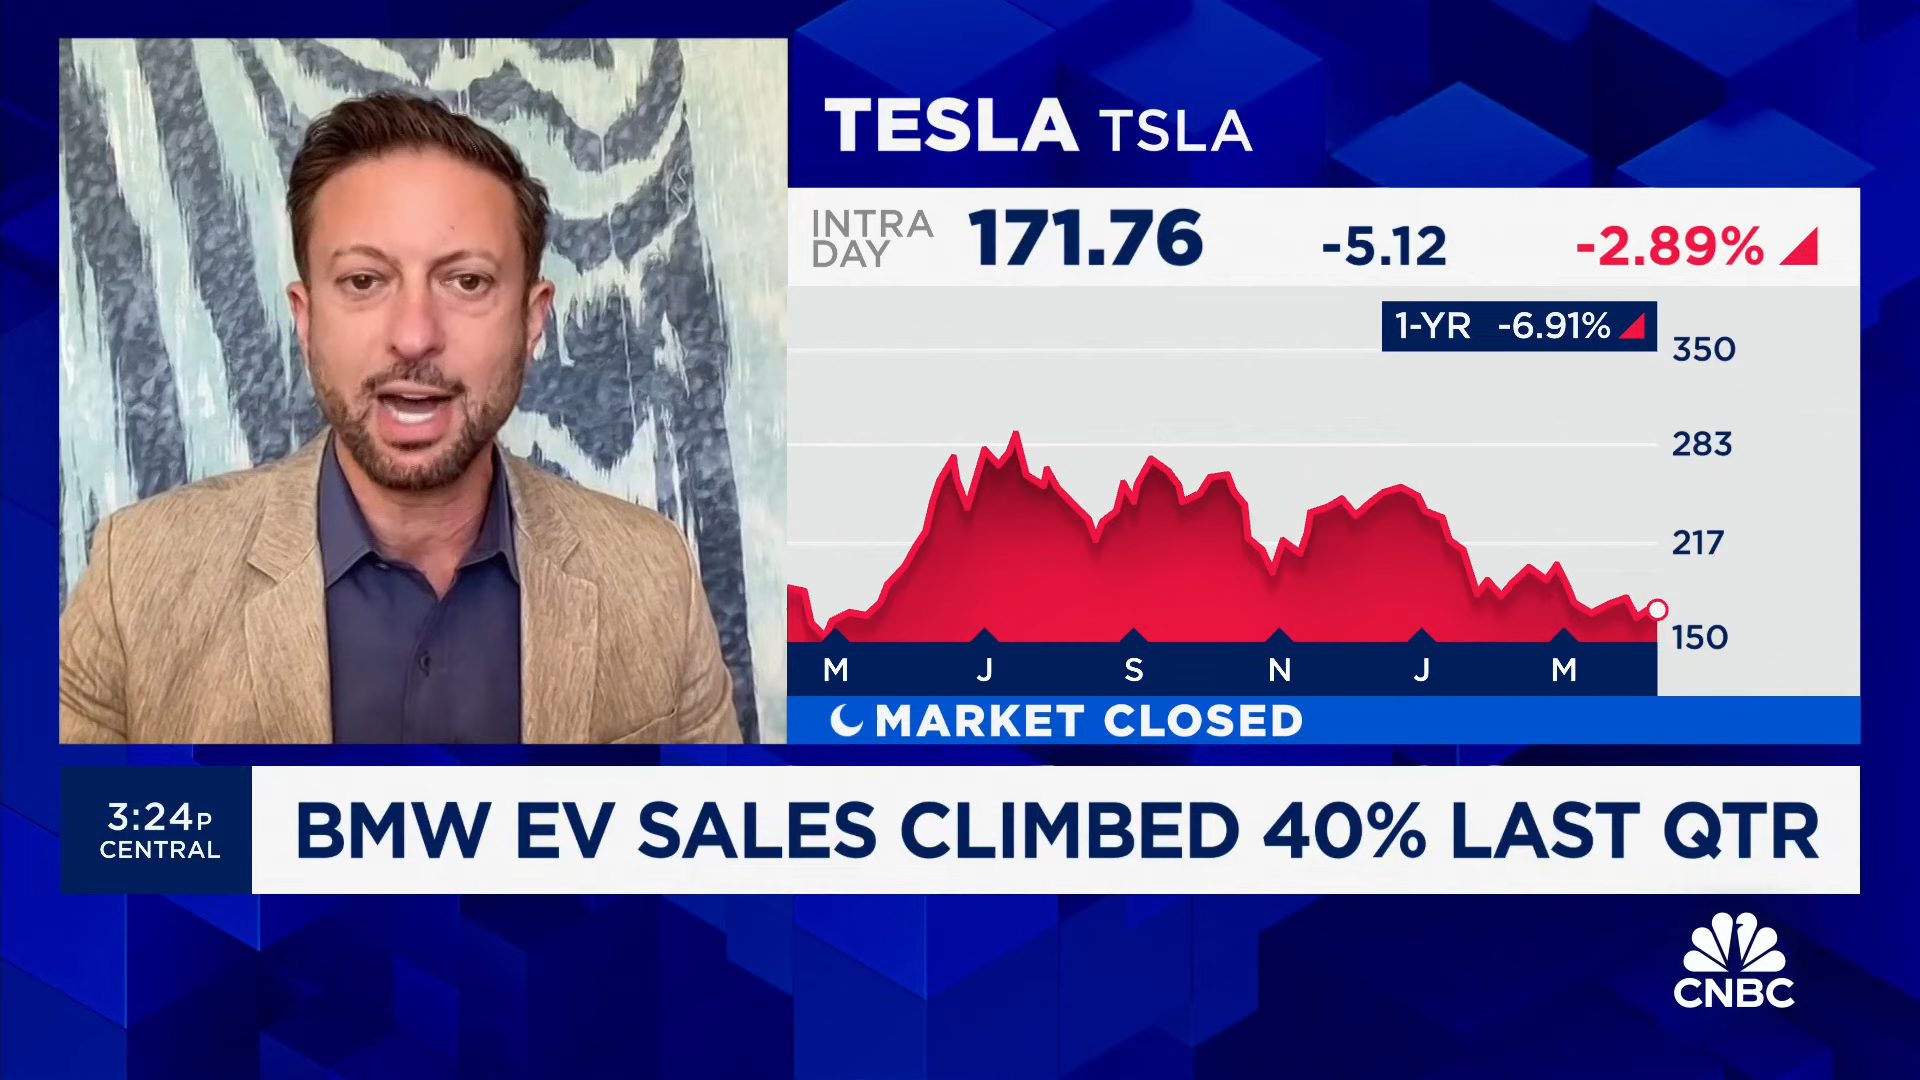 TESLA TSLA
INTRA DAY 171.76 -5.12 -2.89%
1-YR -6.91%
350
283
217
150
M J S N J M
MARKET CLOSED
3:24P CENTRAL
BMW EV SALES CLIMBED 40% LAST QTR
CNBC